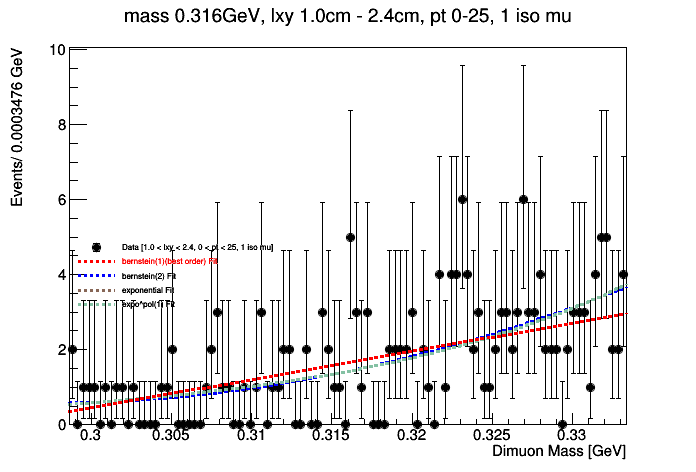 mass 0.316GeV, lxy 1.0cm - 2.4cm, pt 0-25, 1 iso mu
Events/ 0.0003476 GeV
10
8
6
4
2
0
Data [1.0 < lxy < 2.4, 0 < pt < 25, 1 iso mu]
bernstein(1)(best order) Fit
bernstein(2) Fit
exponential Fit
expo*pol(1) Fit
0.3 0.305 0.31 0.315 0.32 0.325 0.33
Dimuon Mass [GeV]